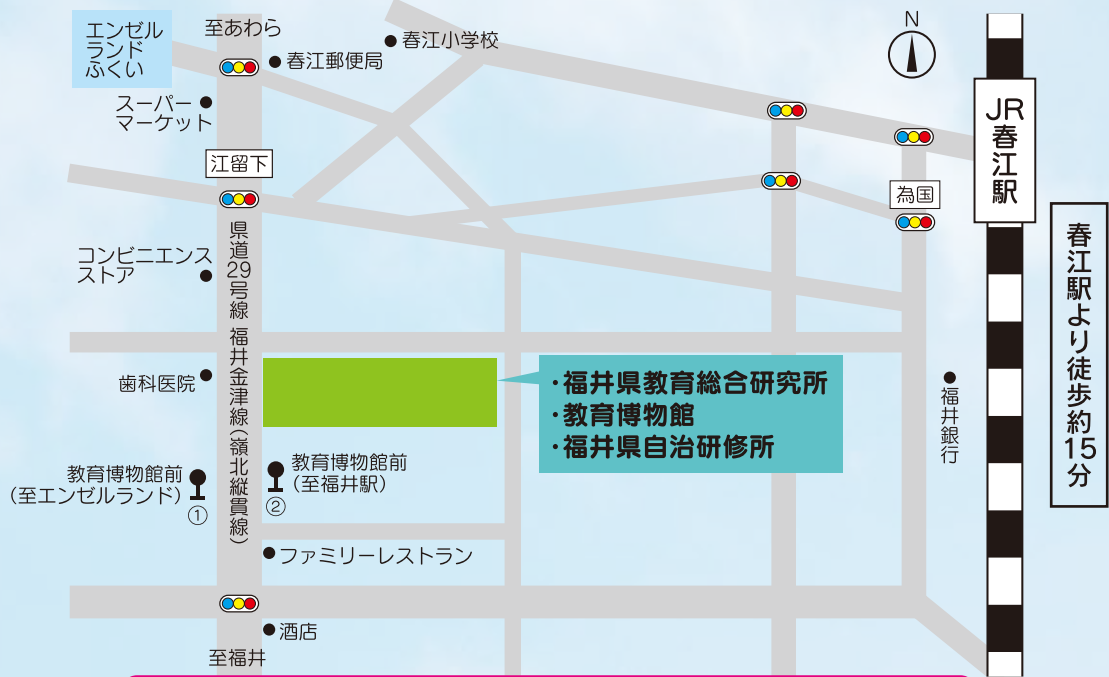 エンゼル
ランド
ふくい
至あわら
春江郵便局
春江小学校
N
スーパー
マーケット
江留下
JR春江駅
為国
コンビニエンス
ストア
県道29号線 福井金津線(嶺北縦貫線)
春江駅より徒歩約15分
歯科医院
・福井県教育総合研究所
・教育博物館
・福井県自治研修所
福井銀行
教育博物館前
(至エンゼルランド)
①
教育博物館前
(至福井駅)
②
ファミリーレストラン
酒店
至福井